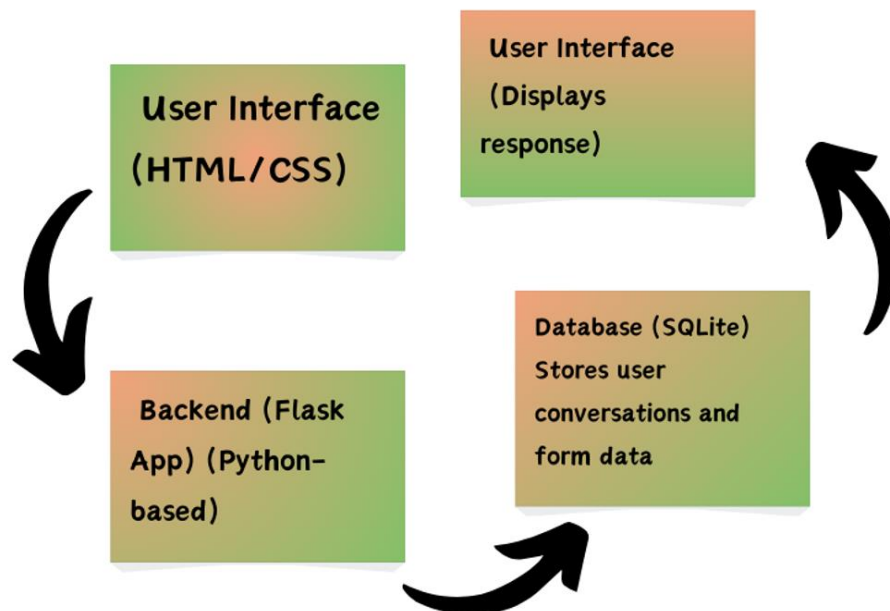 User Interface
(HTML/CSS)
Backend (Flask
App) (Python-
based)
Database (SQLite)
Stores user
conversations and
form data
User Interface
(Displays
response)